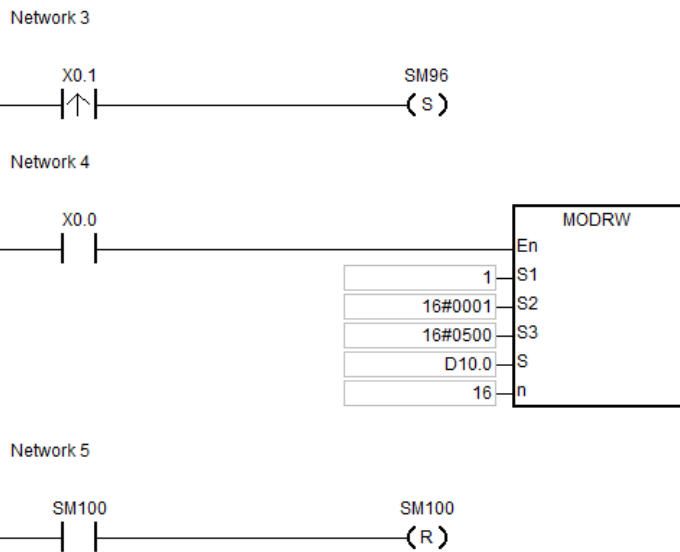 Network 3
X0.1 SM96
S
Network 4
X0.0 MODRW
En
1 S1
16#0001 S2
16#0500 S3
D10.0 S
16 n
Network 5
SM100 SM100
R